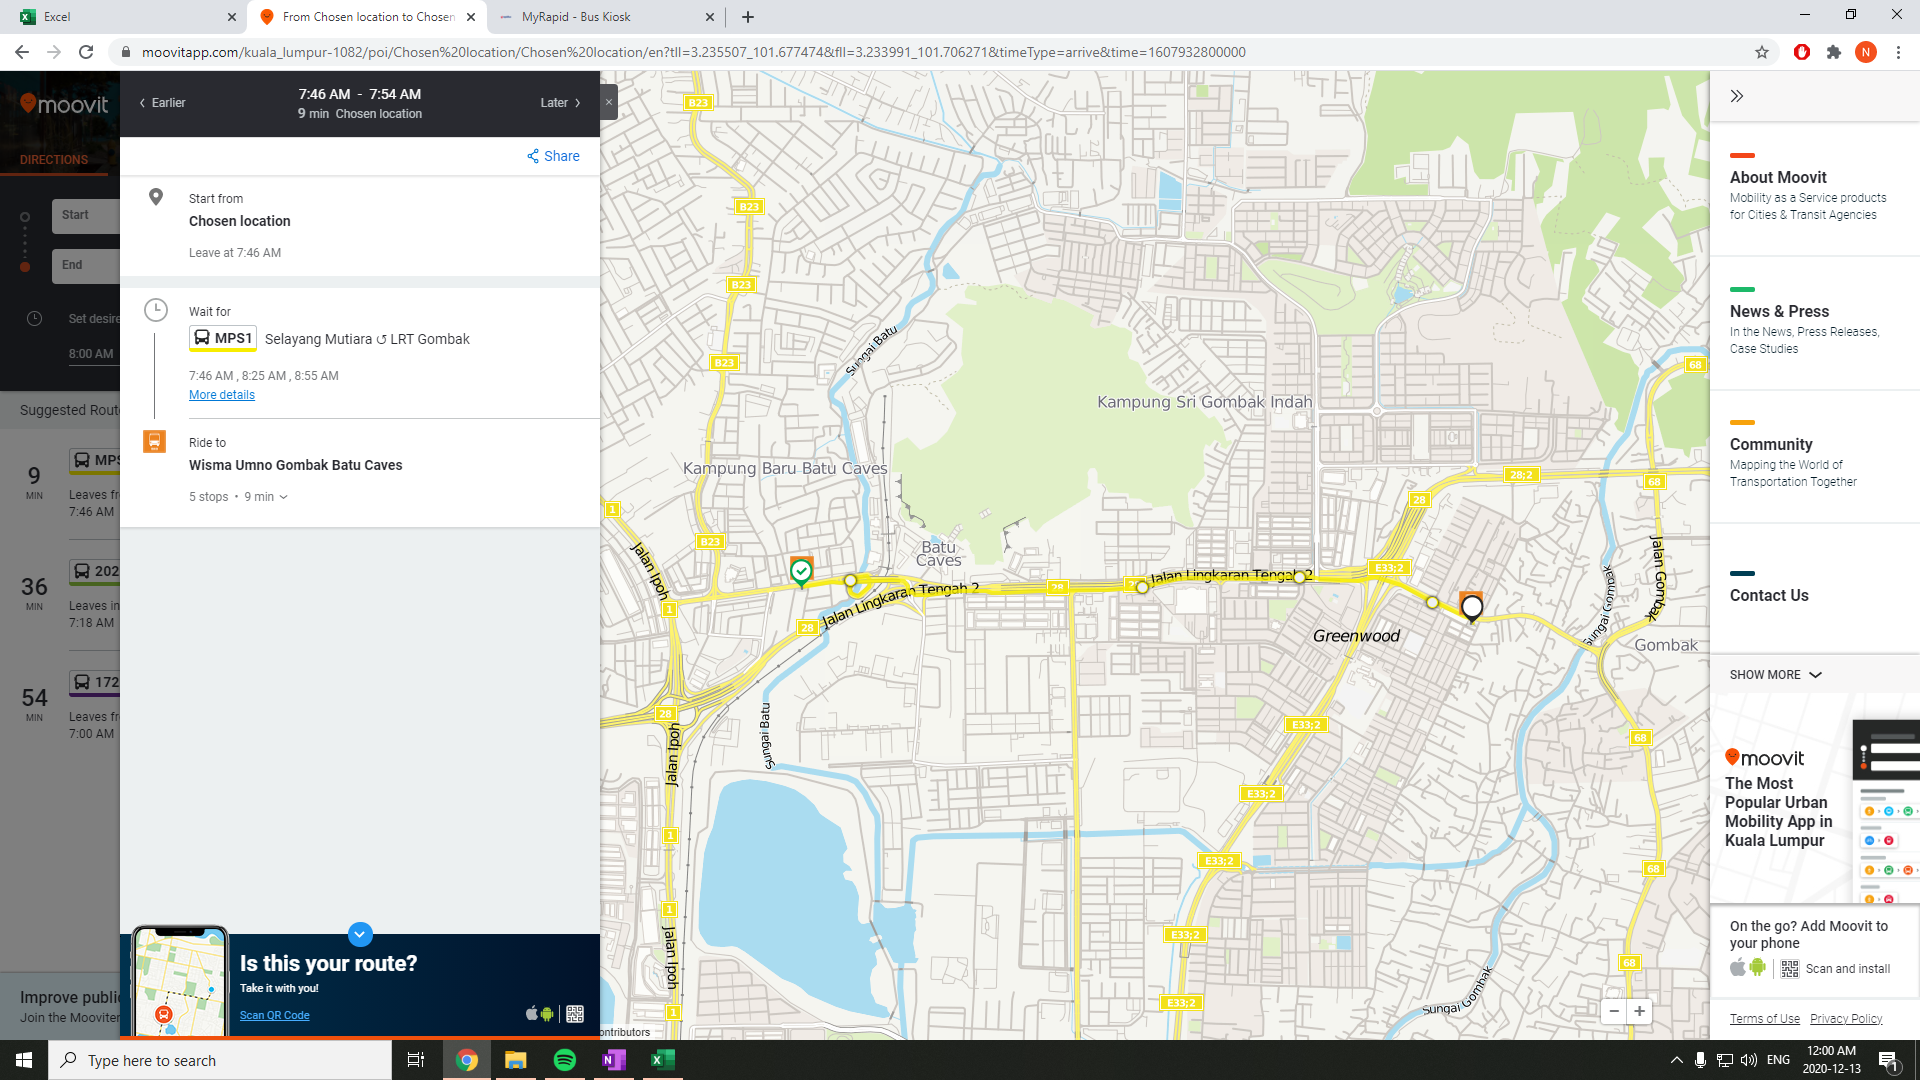 Excel
From Chosen location to Chosen
MyRapid - Bus Kiosk
moovitapp.com/kuala_lumpur-1082/poi/Chosen%20location/Chosen%20location/en?tll=3.235507_101.677474&fll=3.233991_101.706271&timeType=arrive&time=1607932800000
N
moovit
DIRECTIONS
Start
End
Set desire
8:00 AM
Suggested Rout
9
MIN
MPS
Leaves fr
7:46 AM
36
MIN
202
Leaves in
7:18 AM
54
MIN
172
Leaves fr
7:00 AM
Improve public
Join the Mooviter
Earlier
7:46 AM - 7:54 AM
9 min Chosen location
Later
Share
Start from
Chosen location
Leave at 7:46 AM
Wait for
MPS1 Selayang Mutiara ↺ LRT Gombak
7:46 AM , 8:25 AM , 8:55 AM
More details
Ride to
Wisma Umno Gombak Batu Caves
5 stops • 9 min
Is this your route?
Take it with you!
Scan QR Code
B23
B23
B23
B23
B23
Sungai Batu
Kampung Sri Gombak Indah
Kampung Baru Batu Caves
68
28;2
68
28
1
Jalan Ipoh
Batu
Caves
Jalan Lingkaran Tengah 2
Jalan Lingkaran Tengah 2
28
E33;2
Jalan Gombak
Sungai Gombak
1
28
Greenwood
Gombak
28
Sungai Batu
Jalan Ipoh
E33;2
68
E33;2
1
E33;2
68
1
Jalan Ipoh
E33;2
68
Sungai Gombak
E33;2
1
ontributors
About Moovit
Mobility as a Service products
for Cities & Transit Agencies
News & Press
In the News, Press Releases,
Case Studies
Community
Mapping the World of
Transportation Together
Contact Us
SHOW MORE
moovit
The Most
Popular Urban
Mobility App in
Kuala Lumpur
On the go? Add Moovit to
your phone
Scan and install
Terms of Use Privacy Policy
Type here to search
ENG
12:00 AM
2020-12-13
1